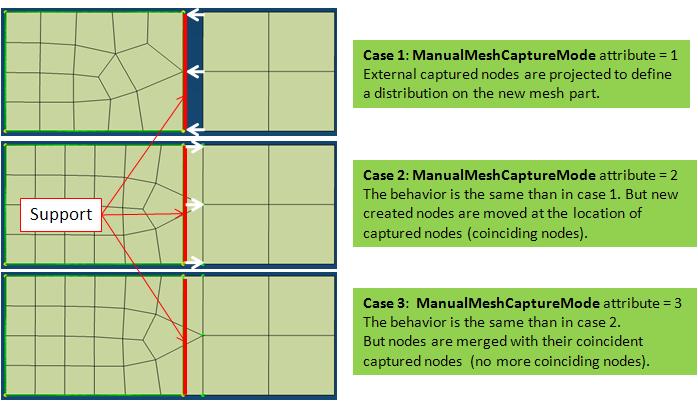 Case 1: ManualMeshCaptureMode attribute = 1
External captured nodes are projected to define
a distribution on the new mesh part.
Case 2: ManualMeshCaptureMode attribute = 2
The behavior is the same than in case 1. But new
created nodes are moved at the location of
captured nodes (coinciding nodes).
Support
Case 3:  ManualMeshCaptureMode attribute = 3
The behavior is the same than in case 2.
But nodes are merged with their coincident
captured nodes  (no more coinciding nodes).